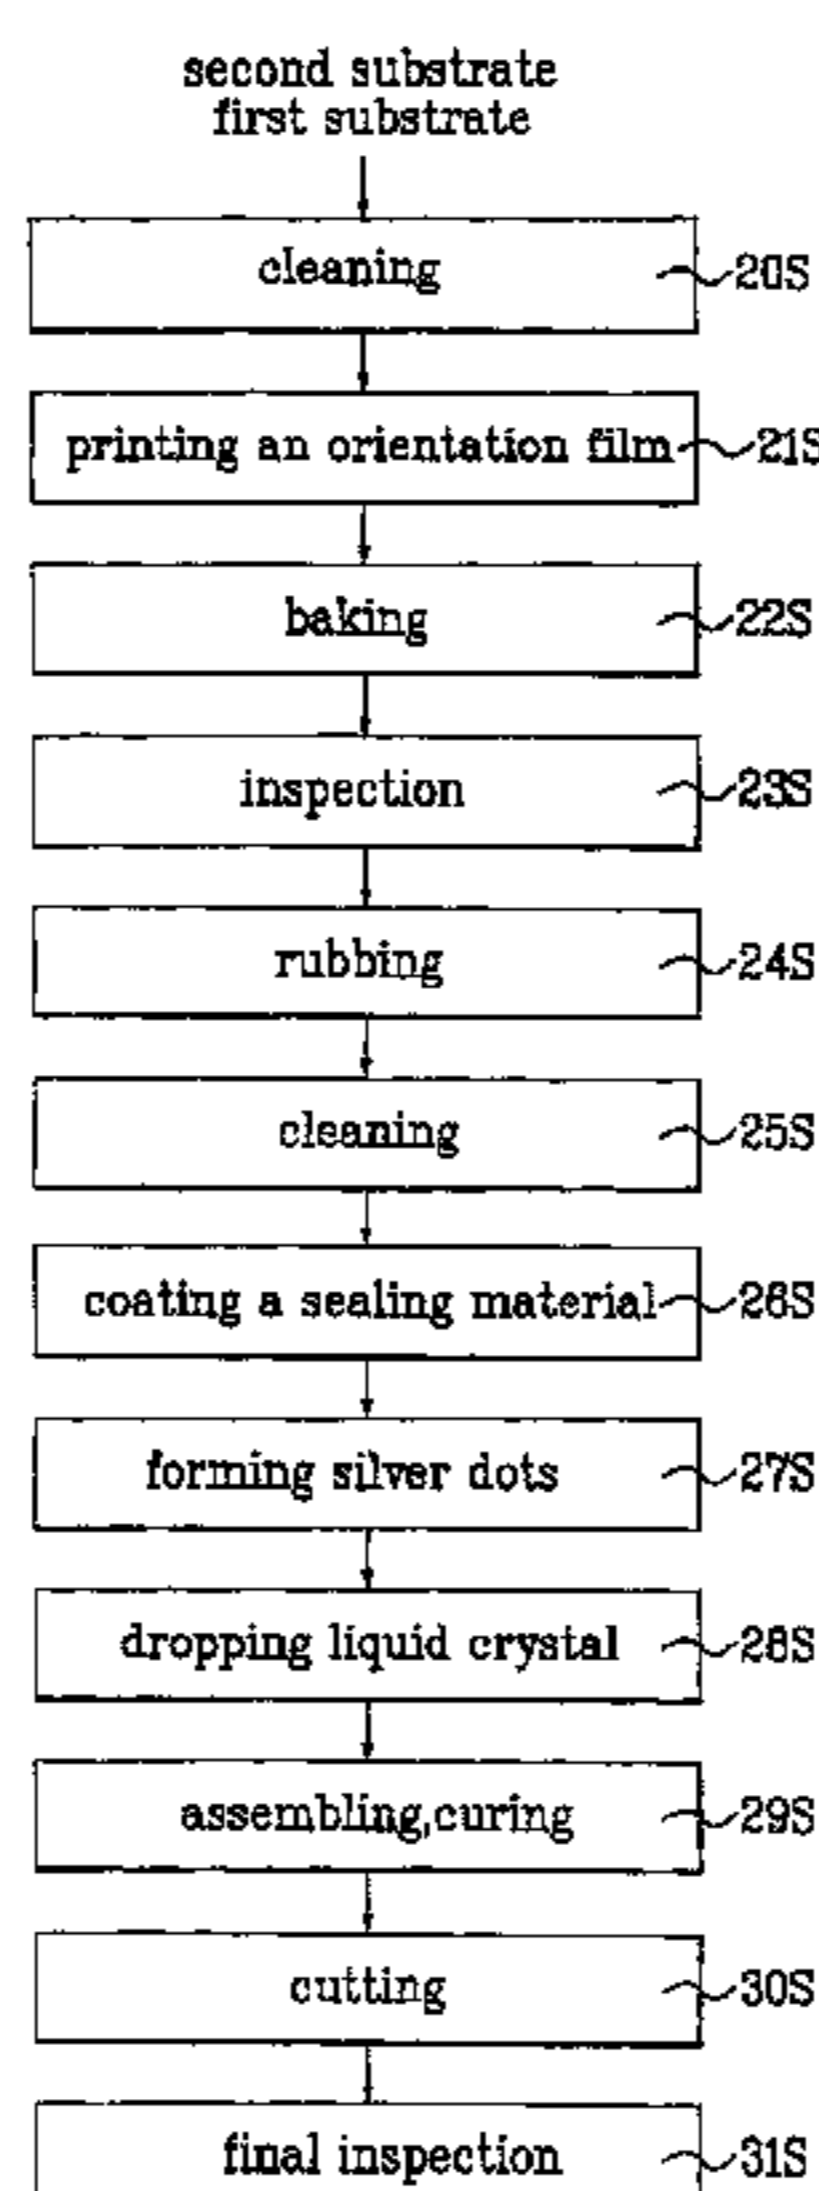 second substrate
first substrate
cleaning 20S
printing an orientation film 21S
baking 22S
inspection 23S
rubbing 24S
cleaning 25S
coating a sealing material 26S
forming silver dots 27S
dropping liquid crystal 28S
assembling,curing 29S
cutting 30S
final inspection 31S